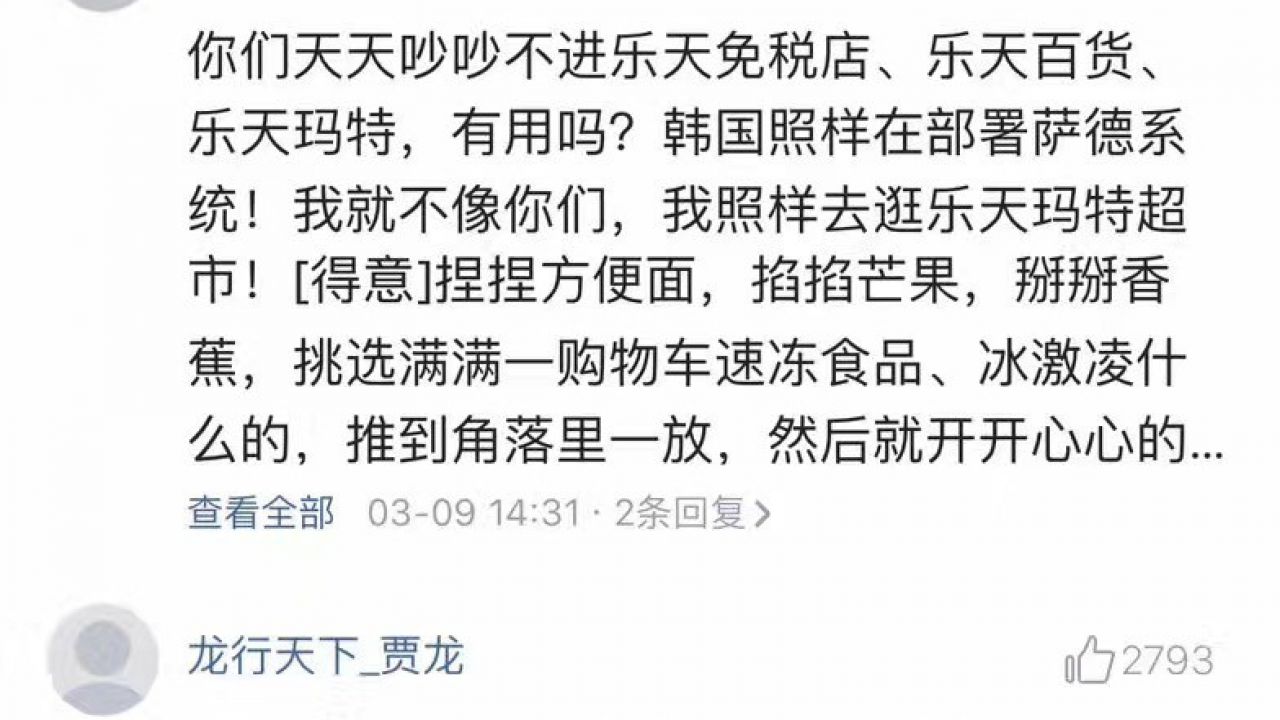 你们天天吵吵不进乐天免税店、乐天百货、
乐天玛特，有用吗？韩国照样在部署萨德系
统！我就不像你们，我照样去逛乐天玛特超
市！[得意]捏捏方便面，掐掐芒果，掰掰香
蕉，挑选满满一购物车速冻食品、冰激凌什
么的，推到角落里一放，然后就开开心心的...
查看全部 03-09 14:31 · 2条回复 >
龙行天下_贾龙 2793